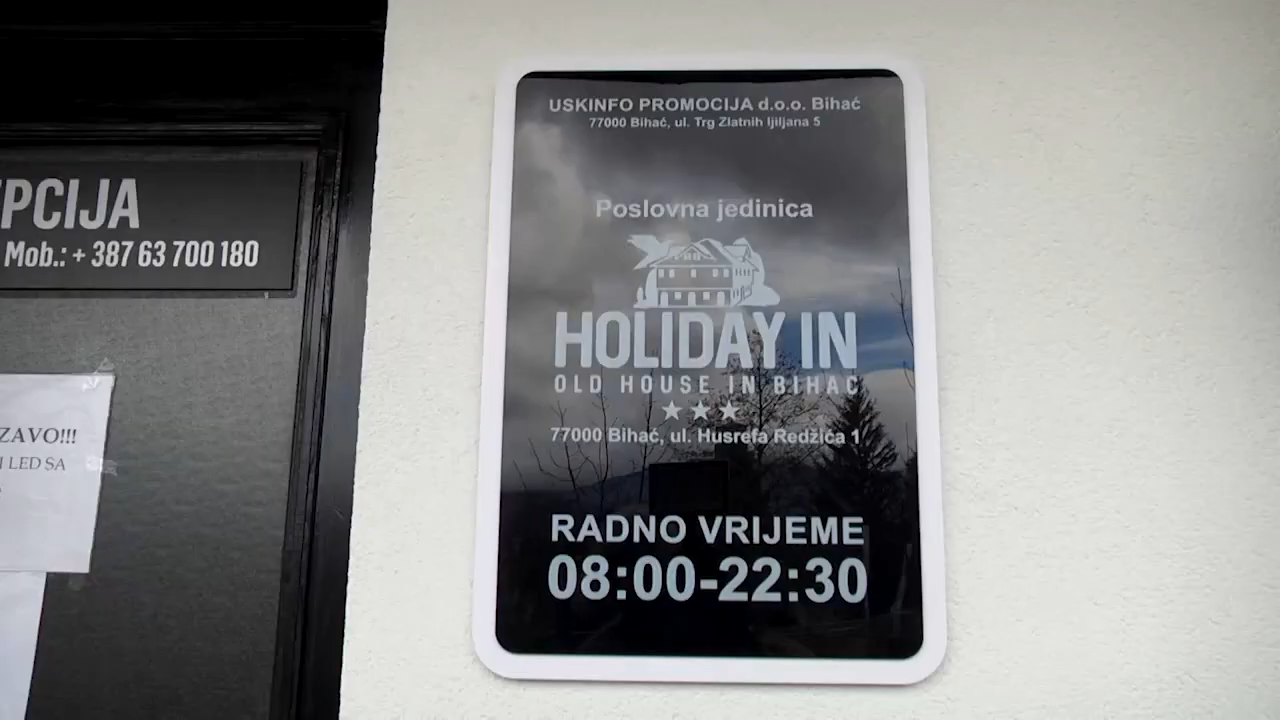 PCIJA
Mob.: + 387 63 700 180
ZAVO!!!
I LED SA
USKINFO PROMOCIJA d.o.o. Bihać
77000 Bihać, ul. Trg Zlatnih ljiljana 5
Poslovna jedinica
HOLIDAY IN
OLD HOUSE IN BIHAĆ
77000 Bihać, ul. Husrefa Redžića 1
RADNO VRIJEME
08:00-22:30